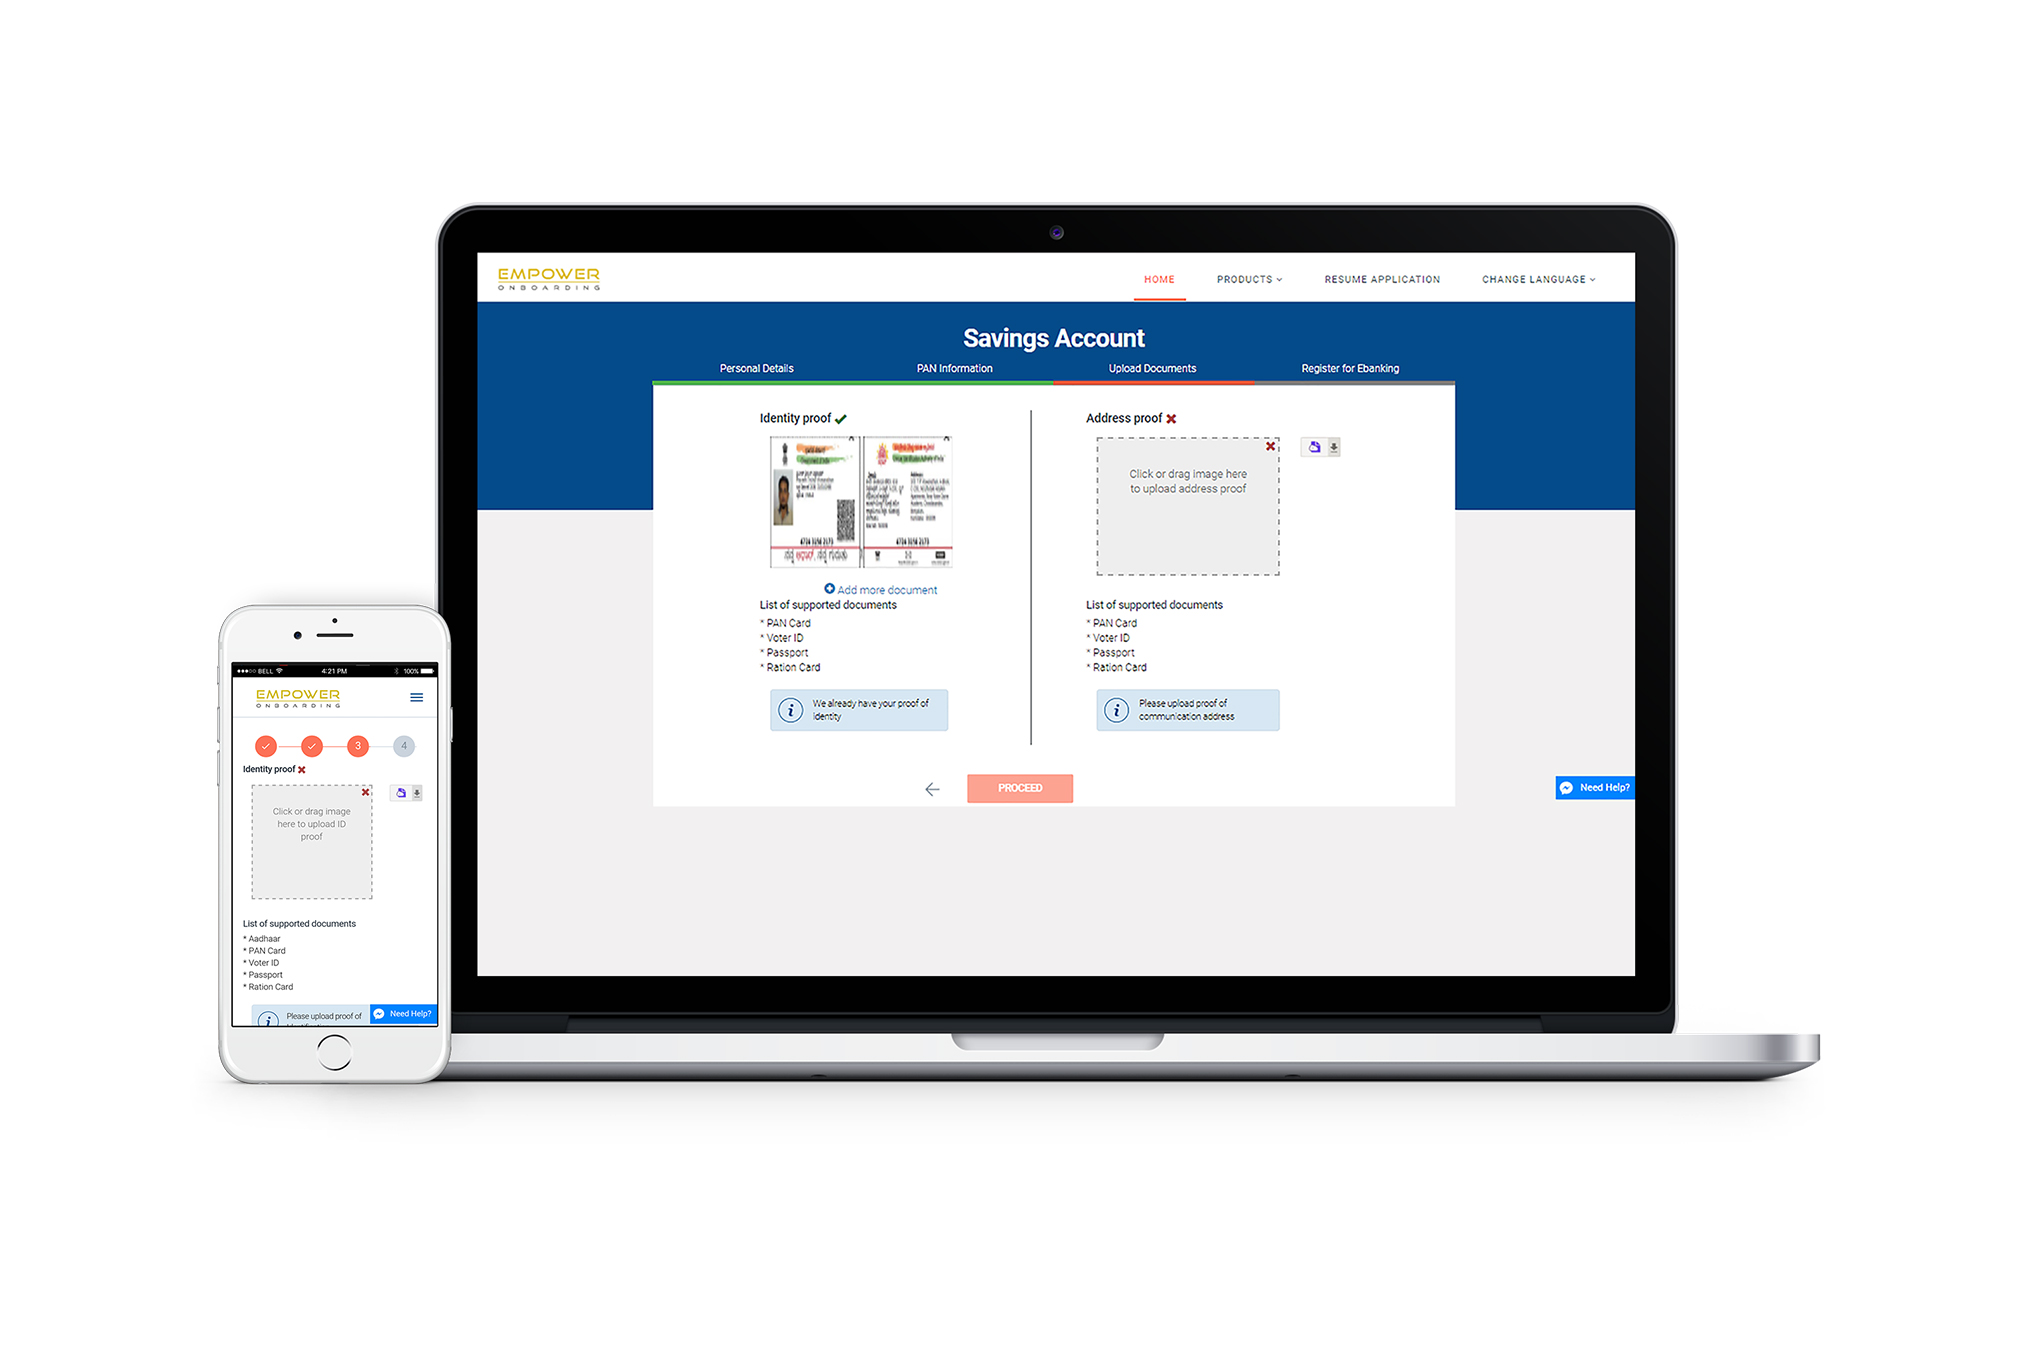 EMPOWER
ONBOARDING
HOME
PRODUCTS
RESUME APPLICATION
CHANGE LANGUAGE
Savings Account
Personal Details
PAN Information
Upload Documents
Register for Ebanking
Identity proof
Add more document
List of supported documents
* PAN Card
* Voter ID
* Passport
* Ration Card
i
We already have your proof of
identity
Address proof
Click or drag image here
to upload address proof
List of supported documents
* PAN Card
* Voter ID
* Passport
* Ration Card
i
Please upload proof of
communication address
PROCEED
Need Help?
BELL
4:21 PM
100%
EMPOWER
ONBOARDING
3
4
Identity proof
Click or drag image
here to upload ID
proof
List of supported documents
* Aadhaar
* PAN Card
* Voter ID
* Passport
* Ration Card
i
Please upload proof of
Need Help?